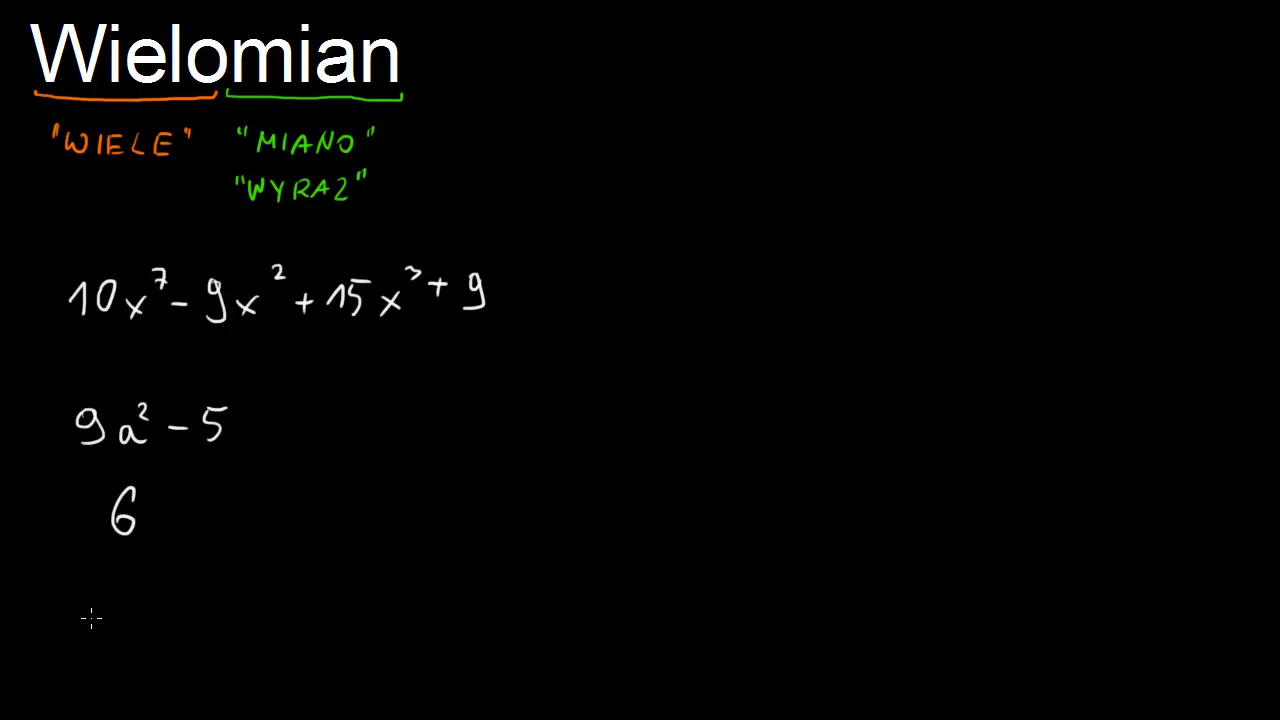 Wielomian
"WIELE" "MIANO"
"WYRAZ"
10x⁷ - 9x² + 15x³ + 9
9a² - 5
6